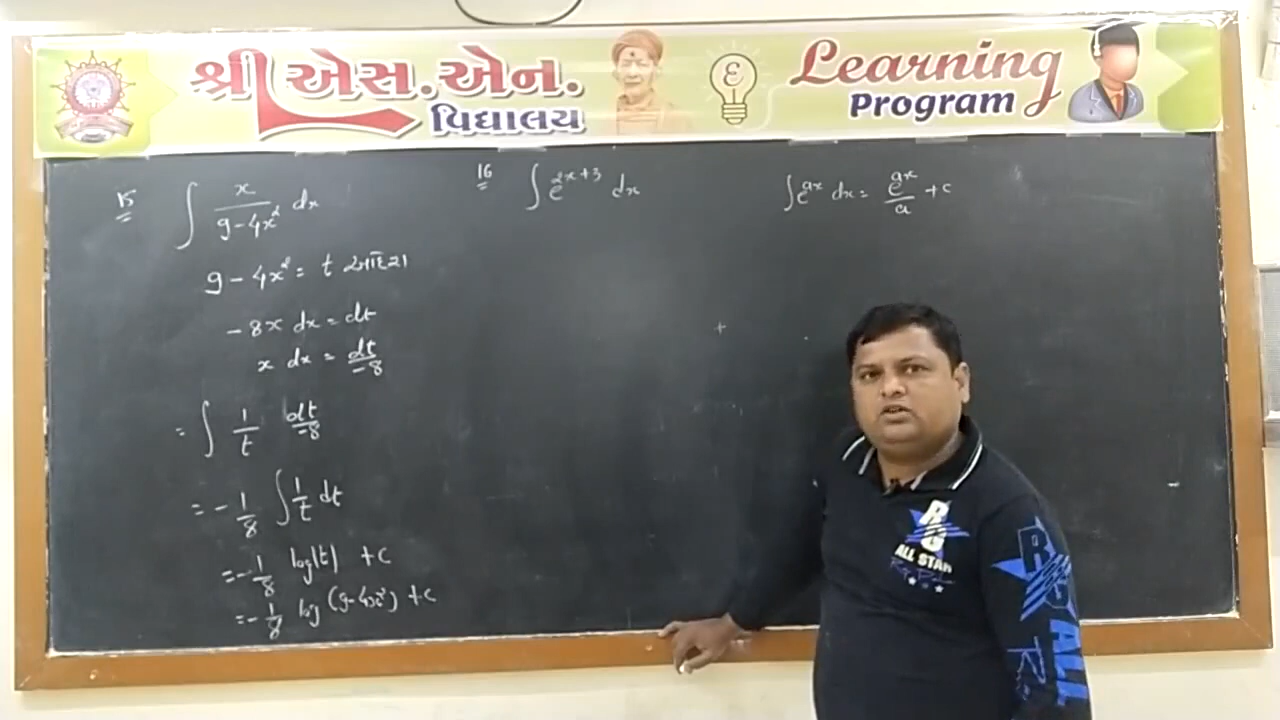 શ્રી એસ. એન.
વિદ્યાલય
Learning
Program
15 ∫ x/(9-4x²) dx
9-4x² = t આદેશ
-8x dx = dt
x dx = dt/-8
= ∫ 1/t dt/-8
= -1/8 ∫ 1/t dt
= -1/8 log|t| + c
= -1/8 log (9-4x²) + c
16 ∫ e^(2x+3) dx
∫ e^(ax) dx = e^(ax)/a + c
ALL STAR
ALL